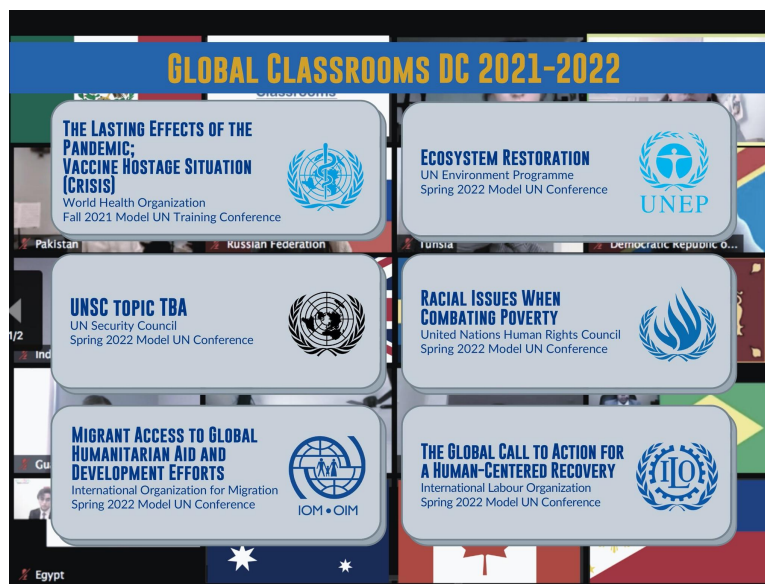 GLOBAL CLASSROOMS DC 2021-2022
Classrooms
THE LASTING EFFECTS OF THE
PANDEMIC;
VACCINE HOSTAGE SITUATION
(CRISIS)
World Health Organization
Fall 2021 Model UN Training Conference
ECOSYSTEM RESTORATION
UN Environment Programme
Spring 2022 Model UN Conference
UNEP
Pakistan
Russian Federation
Tunisia
Democratic Republic o...
UNSC TOPIC TBA
UN Security Council
Spring 2022 Model UN Conference
RACIAL ISSUES WHEN
COMBATING POVERTY
United Nations Human Rights Council
Spring 2022 Model UN Conference
1/2
Ind
MIGRANT ACCESS TO GLOBAL
HUMANITARIAN AID AND
DEVELOPMENT EFFORTS
International Organization for Migration
Spring 2022 Model UN Conference
IOM • OIM
THE GLOBAL CALL TO ACTION FOR
A HUMAN-CENTERED RECOVERY
International Labour Organization
Spring 2022 Model UN Conference
ILO
Gu
Egypt